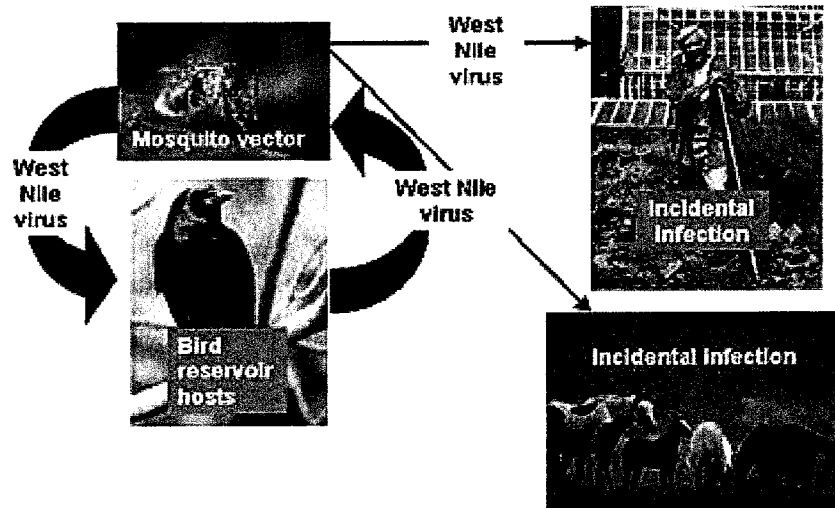 West
Nile
virus
Mosquito vector
West
Nile
virus
West Nile
virus
Bird
reservoir
hosts
Incidental
Infection
Incidental Infection